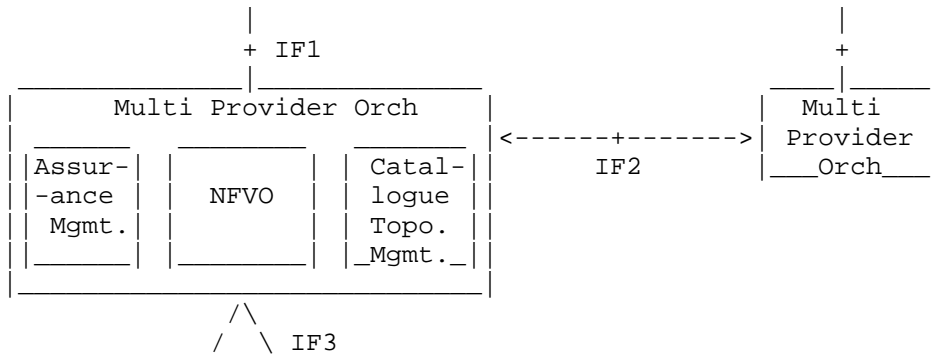 + IF1 +
Multi Provider Orch Multi
<------+-------> Provider
Assur- Catal- IF2 Orch
-ance NFVO logue
Mgmt. Topo.
Mgmt.
IF3